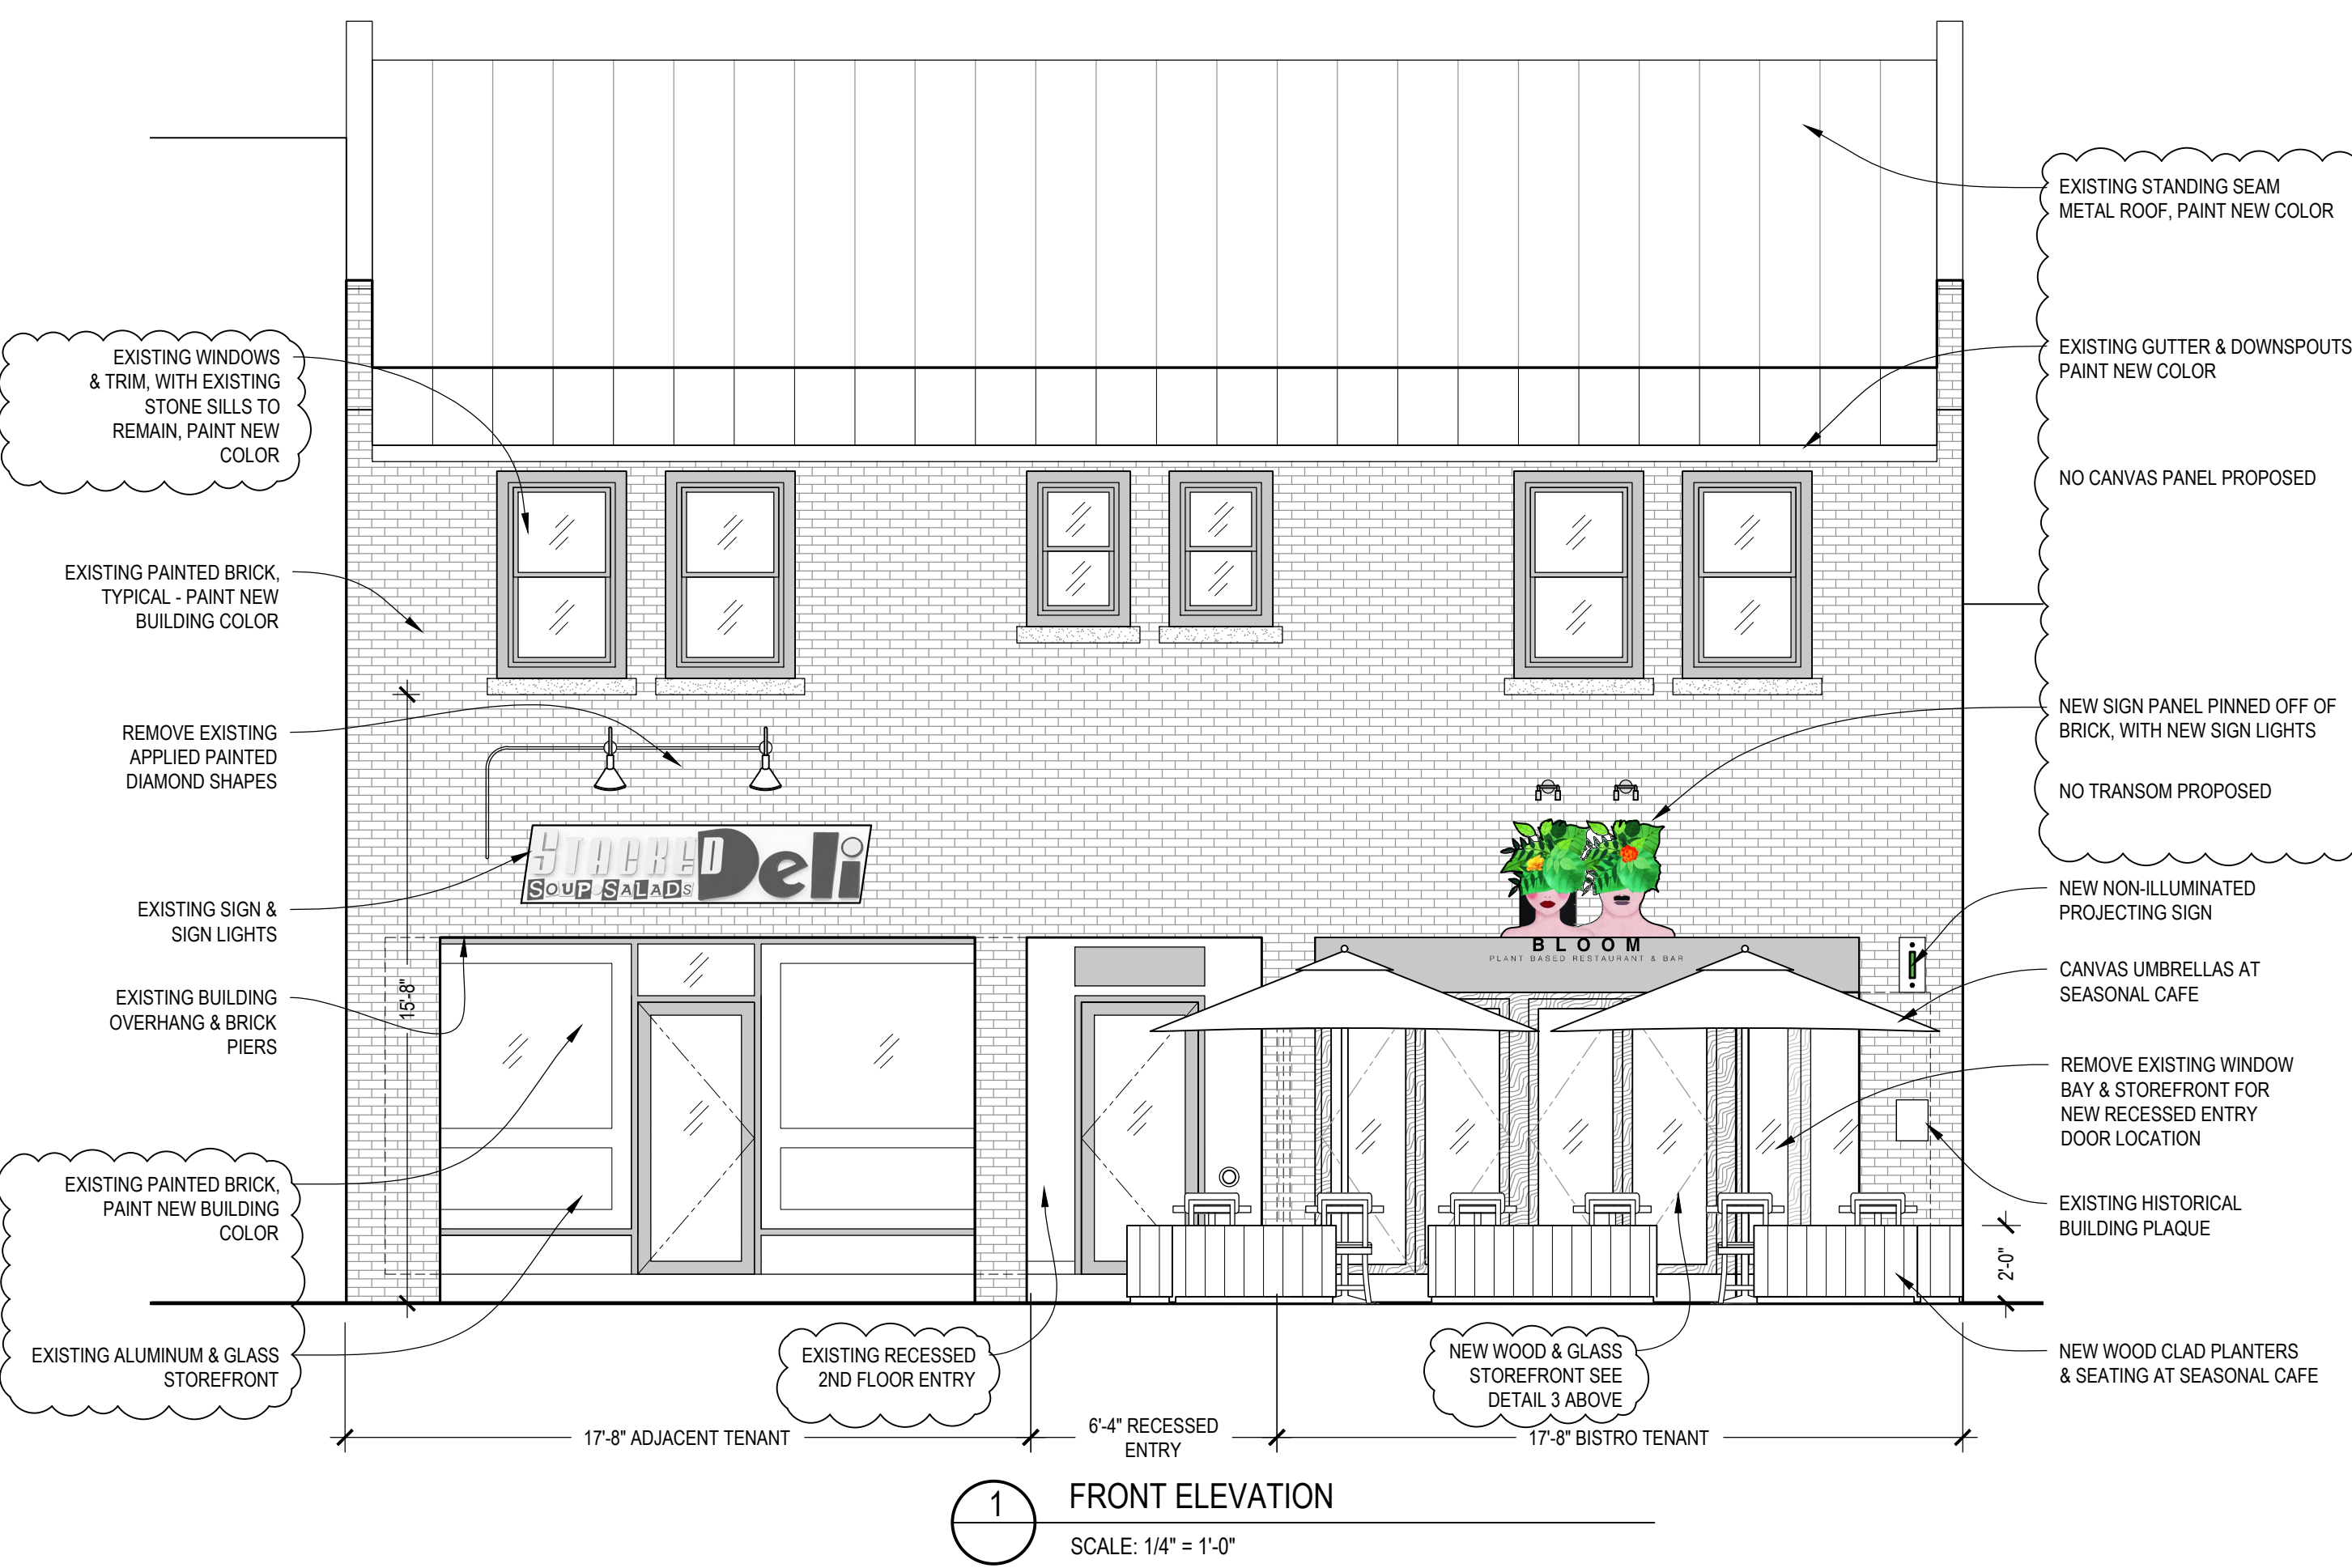 EXISTING WINDOWS
& TRIM, WITH EXISTING
STONE SILLS TO
REMAIN, PAINT NEW
COLOR
EXISTING PAINTED BRICK,
TYPICAL - PAINT NEW
BUILDING COLOR
REMOVE EXISTING
APPLIED PAINTED
DIAMOND SHAPES
EXISTING SIGN &
SIGN LIGHTS
EXISTING BUILDING
OVERHANG & BRICK
PIERS
EXISTING PAINTED BRICK,
PAINT NEW BUILDING
COLOR
EXISTING ALUMINUM & GLASS
STOREFRONT
15'-8"
STACKED Deli
SOUP SALADS
BLOOM
PLANT BASED RESTAURANT & BAR
EXISTING STANDING SEAM
METAL ROOF, PAINT NEW COLOR
EXISTING GUTTER & DOWNSPOUTS
PAINT NEW COLOR
NO CANVAS PANEL PROPOSED
NEW SIGN PANEL PINNED OFF OF
BRICK, WITH NEW SIGN LIGHTS
NO TRANSOM PROPOSED
NEW NON-ILLUMINATED
PROJECTING SIGN
CANVAS UMBRELLAS AT
SEASONAL CAFE
REMOVE EXISTING WINDOW
BAY & STOREFRONT FOR
NEW RECESSED ENTRY
DOOR LOCATION
EXISTING HISTORICAL
BUILDING PLAQUE
2'-0"
NEW WOOD CLAD PLANTERS
& SEATING AT SEASONAL CAFE
EXISTING RECESSED
2ND FLOOR ENTRY
NEW WOOD & GLASS
STOREFRONT SEE
DETAIL 3 ABOVE
17'-8" ADJACENT TENANT
6'-4" RECESSED
ENTRY
17'-8" BISTRO TENANT
1
FRONT ELEVATION
SCALE: 1/4" = 1'-0"